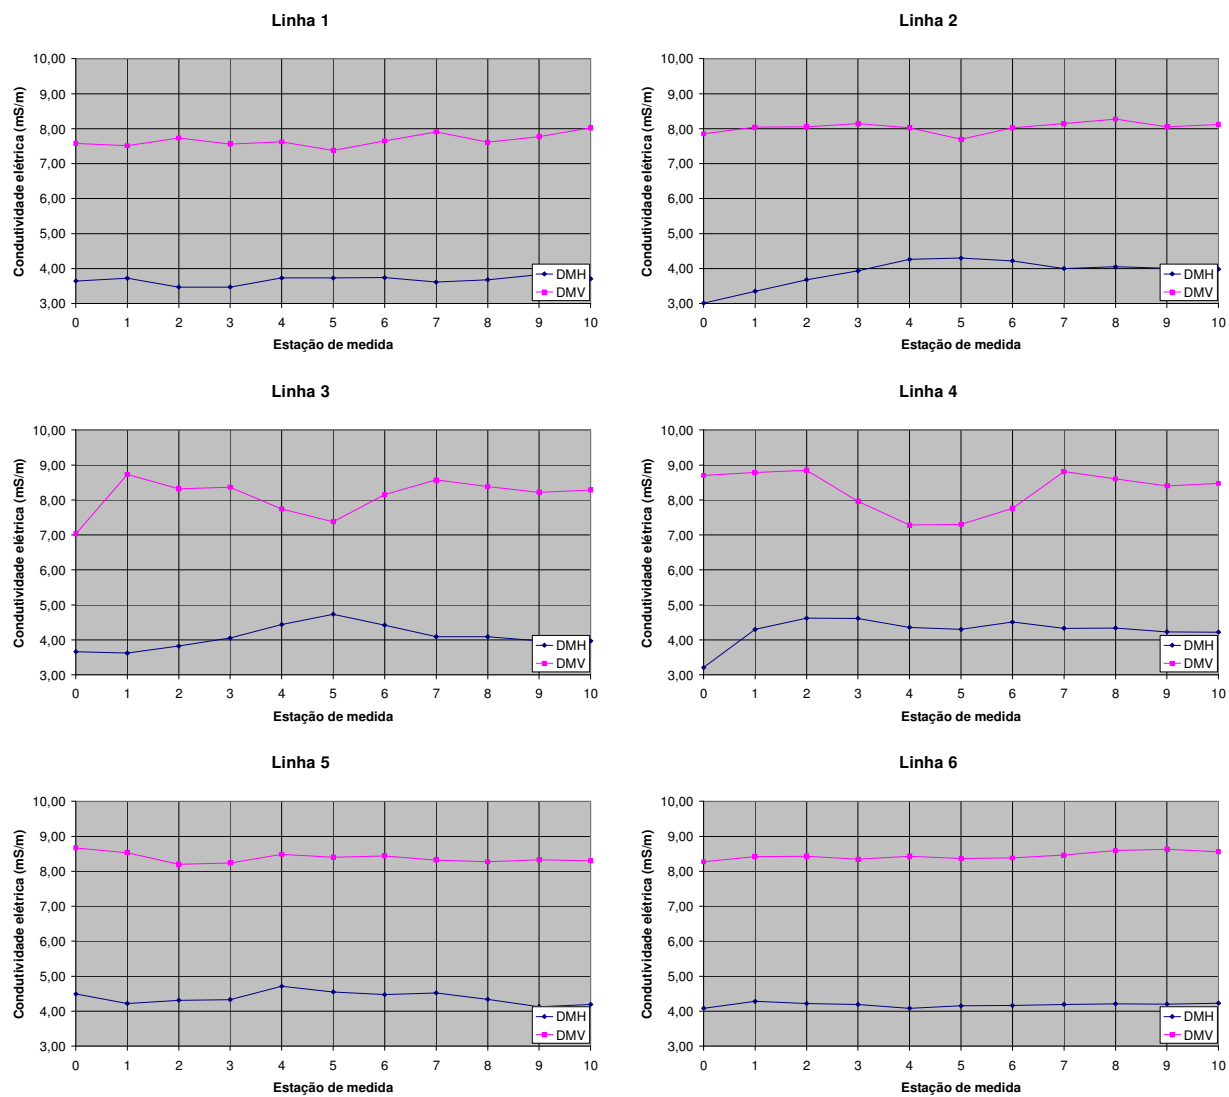 Linha 1
Condutividade elétrica (mS/m)
10,00
9,00
8,00
7,00
6,00
5,00
4,00
3,00
0 1 2 3 4 5 6 7 8 9 10
Estação de medida
DMH
DMV
Linha 2
Condutividade elétrica (mS/m)
10,00
9,00
8,00
7,00
6,00
5,00
4,00
3,00
0 1 2 3 4 5 6 7 8 9 10
Estação de medida
DMH
DMV
Linha 3
Condutividade elétrica (mS/m)
10,00
9,00
8,00
7,00
6,00
5,00
4,00
3,00
0 1 2 3 4 5 6 7 8 9 10
Estação de medida
DMH
DMV
Linha 4
Condutividade elétrica (mS/m)
10,00
9,00
8,00
7,00
6,00
5,00
4,00
3,00
0 1 2 3 4 5 6 7 8 9 10
Estação de medida
DMH
DMV
Linha 5
Condutividade elétrica (mS/m)
10,00
9,00
8,00
7,00
6,00
5,00
4,00
3,00
0 1 2 3 4 5 6 7 8 9 10
Estação de medida
DMH
DMV
Linha 6
Condutividade elétrica (mS/m)
10,00
9,00
8,00
7,00
6,00
5,00
4,00
3,00
0 1 2 3 4 5 6 7 8 9 10
Estação de medida
DMH
DMV